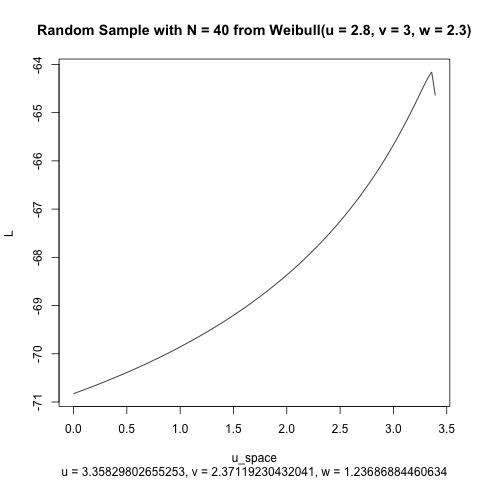 Random Sample with N = 40 from Weibull(u = 2.8, v = 3, w = 2.3)
-64
-65
-66
-67
-68
-69
-70
-71
L
0.0 0.5 1.0 1.5 2.0 2.5 3.0 3.5
u_space
u = 3.35829802655253, v = 2.37119230432041, w = 1.23686884460634